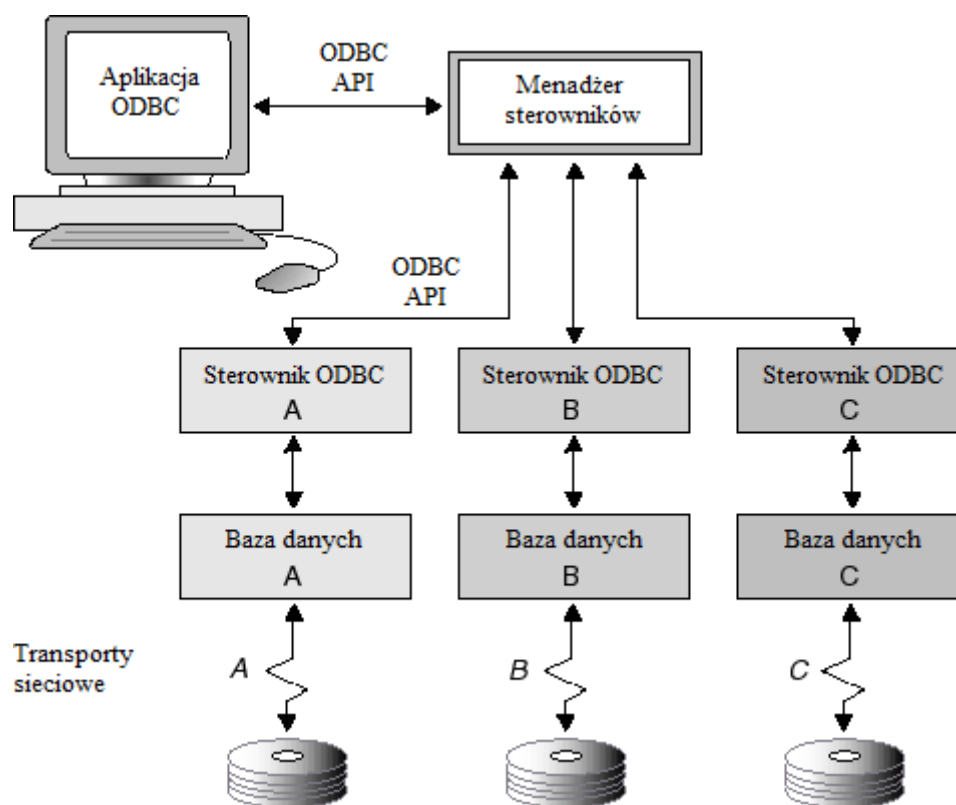 Aplikacja
ODBC
ODBC
API
Menadżer
sterowników
ODBC
API
Sterownik ODBC
A
Sterownik ODBC
B
Sterownik ODBC
C
Baza danych
A
Baza danych
B
Baza danych
C
Transporty
sieciowe
A
B
C